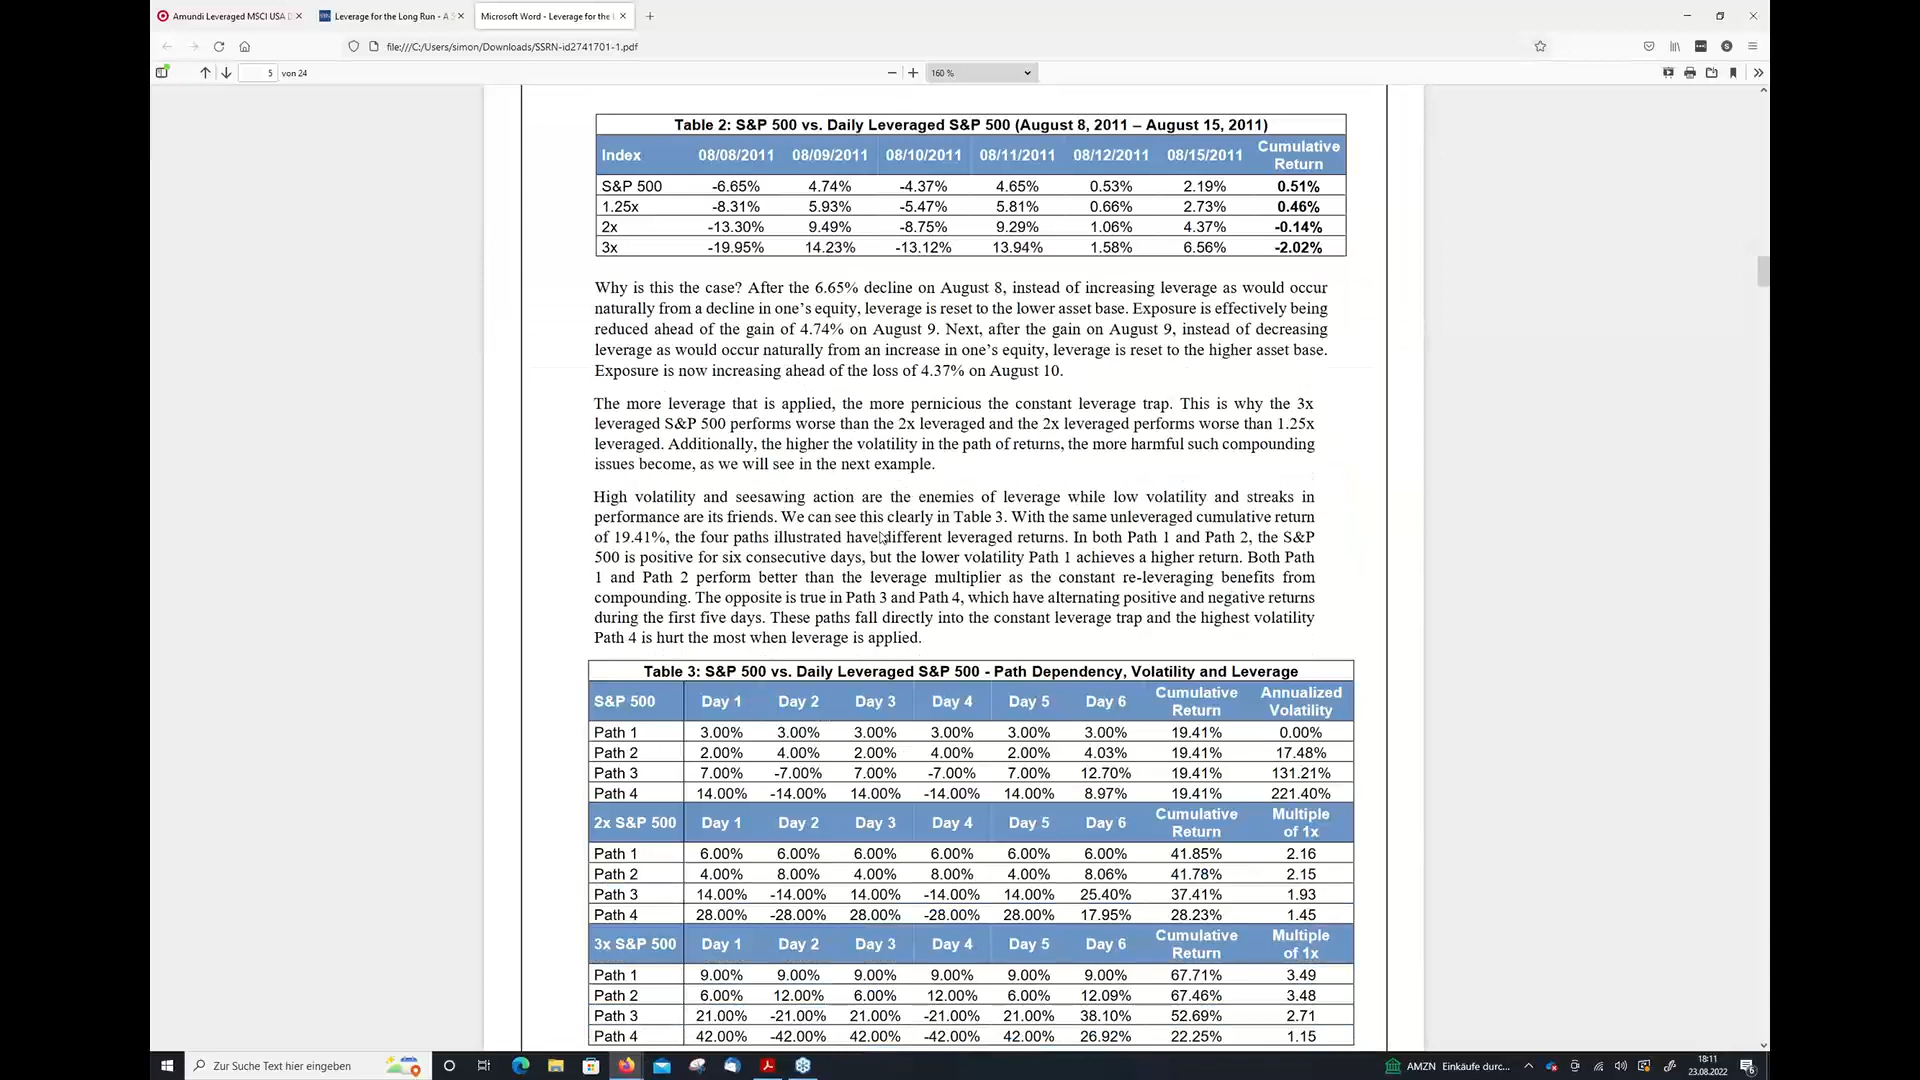 Amundi Leveraged MSCI USA D
Leverage for the Long Run - A S
Microsoft Word - Leverage for the L
file:///C:/Users/simon/Downloads/SSRN-id2741701-1.pdf
5 von 24
160 %
Table 2: S&P 500 vs. Daily Leveraged S&P 500 (August 8, 2011 – August 15, 2011)
Index 08/08/2011 08/09/2011 08/10/2011 08/11/2011 08/12/2011 08/15/2011 Cumulative Return
S&P 500 -6.65% 4.74% -4.37% 4.65% 0.53% 2.19% 0.51%
1.25x -8.31% 5.93% -5.47% 5.81% 0.66% 2.73% 0.46%
2x -13.30% 9.49% -8.75% 9.29% 1.06% 4.37% -0.14%
3x -19.95% 14.23% -13.12% 13.94% 1.58% 6.56% -2.02%
Why is this the case? After the 6.65% decline on August 8, instead of increasing leverage as would occur
naturally from a decline in one's equity, leverage is reset to the lower asset base. Exposure is effectively being
reduced ahead of the gain of 4.74% on August 9. Next, after the gain on August 9, instead of decreasing
leverage as would occur naturally from an increase in one's equity, leverage is reset to the higher asset base.
Exposure is now increasing ahead of the loss of 4.37% on August 10.
The more leverage that is applied, the more pernicious the constant leverage trap. This is why the 3x
leveraged S&P 500 performs worse than the 2x leveraged and the 2x leveraged performs worse than 1.25x
leveraged. Additionally, the higher the volatility in the path of returns, the more harmful such compounding
issues become, as we will see in the next example.
High volatility and seesawing action are the enemies of leverage while low volatility and streaks in
performance are its friends. We can see this clearly in Table 3. With the same unleveraged cumulative return
of 19.41%, the four paths illustrated have different leveraged returns. In both Path 1 and Path 2, the S&P
500 is positive for six consecutive days, but the lower volatility Path 1 achieves a higher return. Both Path
1 and Path 2 perform better than the leverage multiplier as the constant re-leveraging benefits from
compounding. The opposite is true in Path 3 and Path 4, which have alternating positive and negative returns
during the first five days. These paths fall directly into the constant leverage trap and the highest volatility
Path 4 is hurt the most when leverage is applied.
Table 3: S&P 500 vs. Daily Leveraged S&P 500 - Path Dependency, Volatility and Leverage
S&P 500 Day 1 Day 2 Day 3 Day 4 Day 5 Day 6 Cumulative Return Annualized Volatility
Path 1 3.00% 3.00% 3.00% 3.00% 3.00% 3.00% 19.41% 0.00%
Path 2 2.00% 4.00% 2.00% 4.00% 2.00% 4.03% 19.41% 17.48%
Path 3 7.00% -7.00% 7.00% -7.00% 7.00% 12.70% 19.41% 131.21%
Path 4 14.00% -14.00% 14.00% -14.00% 14.00% 8.97% 19.41% 221.40%
2x S&P 500 Day 1 Day 2 Day 3 Day 4 Day 5 Day 6 Cumulative Return Multiple of 1x
Path 1 6.00% 6.00% 6.00% 6.00% 6.00% 6.00% 41.85% 2.16
Path 2 4.00% 8.00% 4.00% 8.00% 4.00% 8.06% 41.78% 2.15
Path 3 14.00% -14.00% 14.00% -14.00% 14.00% 25.40% 37.41% 1.93
Path 4 28.00% -28.00% 28.00% -28.00% 28.00% 17.95% 28.23% 1.45
3x S&P 500 Day 1 Day 2 Day 3 Day 4 Day 5 Day 6 Cumulative Return Multiple of 1x
Path 1 9.00% 9.00% 9.00% 9.00% 9.00% 9.00% 67.71% 3.49
Path 2 6.00% 12.00% 6.00% 12.00% 6.00% 12.09% 67.46% 3.48
Path 3 21.00% -21.00% 21.00% -21.00% 21.00% 38.10% 52.69% 2.71
Path 4 42.00% -42.00% 42.00% -42.00% 42.00% 26.92% 22.25% 1.15
Zur Suche Text hier eingeben
AMZN Einkäufe durc...
18:11
23.08.2022